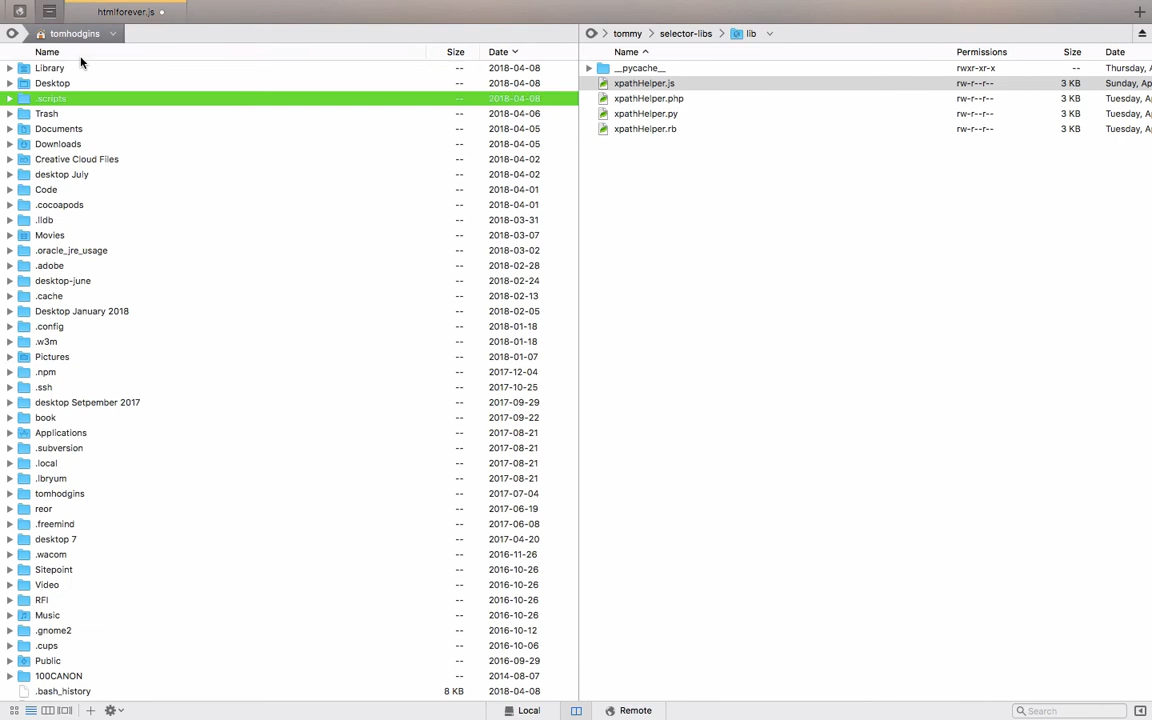 htmlforever.js
tomhodgins
tommy selector-libs lib
Name Size Date
Name Permissions Size Date
Library -- 2018-04-08
Desktop -- 2018-04-08
.scripts -- 2018-04-08
Trash -- 2018-04-06
Documents -- 2018-04-05
Downloads -- 2018-04-05
Creative Cloud Files -- 2018-04-02
desktop July -- 2018-04-02
Code -- 2018-04-01
.cocoapods -- 2018-04-01
.lldb -- 2018-03-31
Movies -- 2018-03-07
.oracle_jre_usage -- 2018-03-02
.adobe -- 2018-02-28
desktop-june -- 2018-02-24
.cache -- 2018-02-13
Desktop January 2018 -- 2018-02-05
.config -- 2018-01-18
.w3m -- 2018-01-18
Pictures -- 2018-01-07
.npm -- 2017-12-04
.ssh -- 2017-10-25
desktop Setpember 2017 -- 2017-09-29
book -- 2017-09-22
Applications -- 2017-08-21
.subversion -- 2017-08-21
.local -- 2017-08-21
.lbryum -- 2017-08-21
tomhodgins -- 2017-07-04
reor -- 2017-06-19
.freemind -- 2017-06-08
desktop 7 -- 2017-04-20
.wacom -- 2016-11-26
Sitepoint -- 2016-10-26
Video -- 2016-10-26
RFI -- 2016-10-26
Music -- 2016-10-26
.gnome2 -- 2016-10-12
.cups -- 2016-10-06
Public -- 2016-09-29
100CANON -- 2014-08-07
.bash_history 8 KB 2018-04-08
__pycache__ rwxr-xr-x -- Thursday,
xpathHelper.js rw-r--r-- 3 KB Sunday, Ap
xpathHelper.php rw-r--r-- 3 KB Tuesday, A
xpathHelper.py rw-r--r-- 3 KB Tuesday, A
xpathHelper.rb rw-r--r-- 3 KB Tuesday, A
Local Remote Search